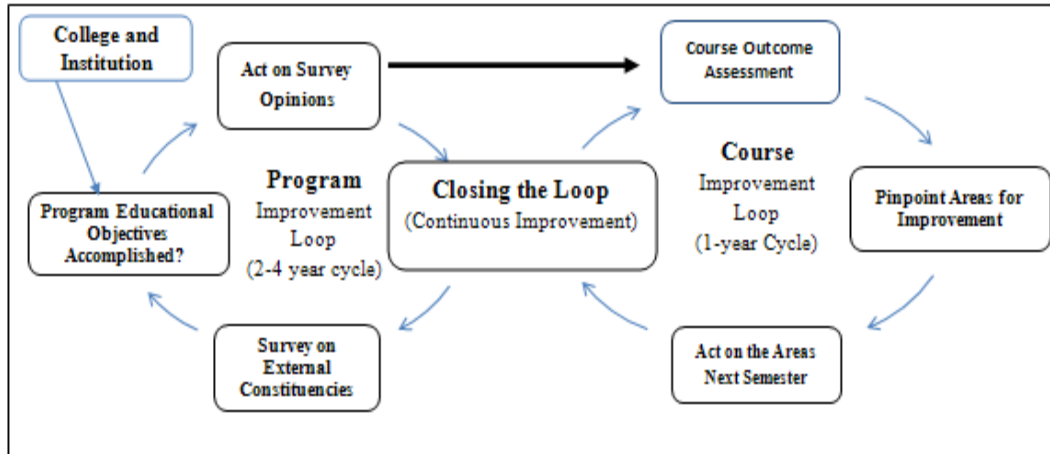 College and
Institution
Act on Survey
Opinions
Course Outcome
Assessment
Program Educational
Objectives
Accomplished?
Program
Improvement
Loop
(2-4 year cycle)
Closing the Loop
(Continuous Improvement)
Course
Improvement
Loop
(1-year Cycle)
Pinpoint Areas for
Improvement
Survey on
External
Constituencies
Act on the Areas
Next Semester